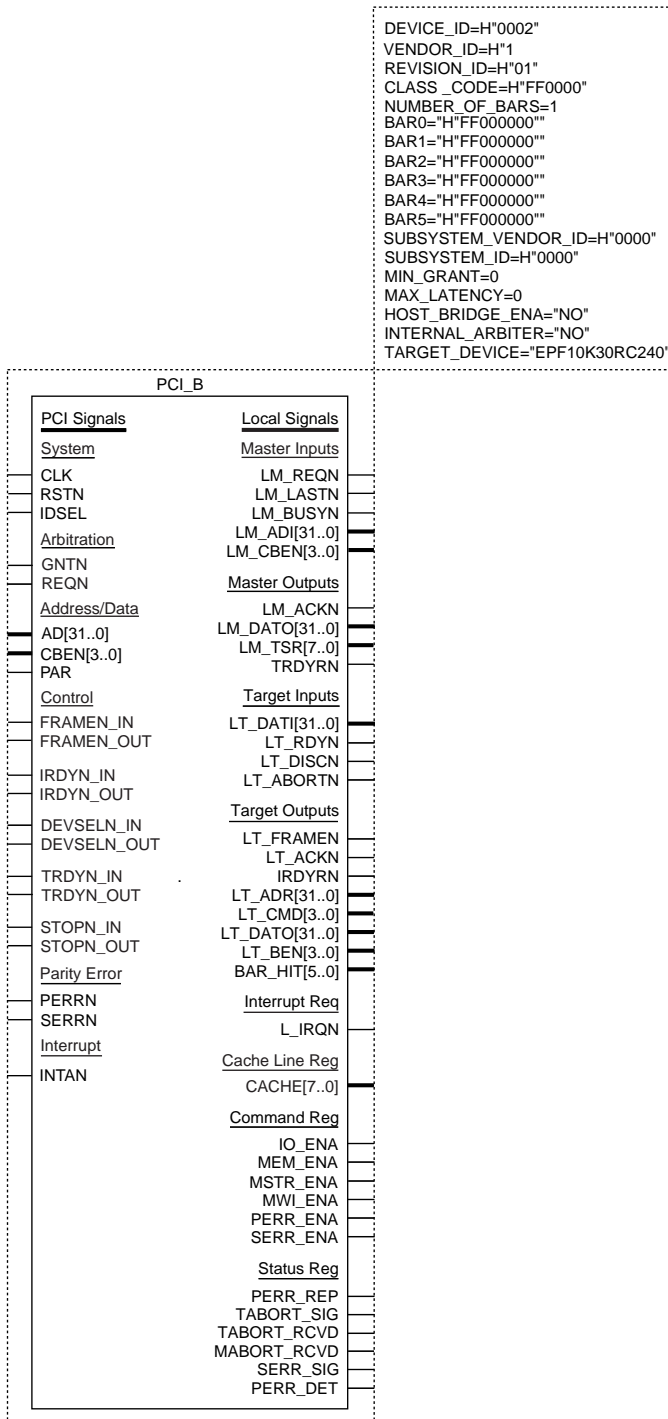 DEVICE_ID=H"0002"
VENDOR_ID=H"1
REVISION_ID=H"01"
CLASS _CODE=H"FF0000"
NUMBER_OF_BARS=1
BAR0="H"FF000000""
BAR1="H"FF000000""
BAR2="H"FF000000""
BAR3="H"FF000000""
BAR4="H"FF000000""
BAR5="H"FF000000""
SUBSYSTEM_VENDOR_ID=H"0000"
SUBSYSTEM_ID=H"0000"
MIN_GRANT=0
MAX_LATENCY=0
HOST_BRIDGE_ENA="NO"
INTERNAL_ARBITER="NO"
TARGET_DEVICE="EPF10K30RC240"
PCI_B
PCI Signals
System
CLK
RSTN
IDSEL
Arbitration
GNTN
REQN
Address/Data
AD[31..0]
CBEN[3..0]
PAR
Control
FRAMEN_IN
FRAMEN_OUT
IRDYN_IN
IRDYN_OUT
DEVSELN_IN
DEVSELN_OUT
TRDYN_IN
TRDYN_OUT
STOPN_IN
STOPN_OUT
Parity Error
PERRN
SERRN
Interrupt
INTAN
Local Signals
Master Inputs
LM_REQN
LM_LASTN
LM_BUSYN
LM_ADI[31..0]
LM_CBEN[3..0]
Master Outputs
LM_ACKN
LM_DATO[31..0]
LM_TSR[7..0]
TRDYRN
Target Inputs
LT_DATI[31..0]
LT_RDYN
LT_DISCN
LT_ABORTN
Target Outputs
LT_FRAMEN
LT_ACKN
IRDYRN
LT_ADR[31..0]
LT_CMD[3..0]
LT_DATO[31..0]
LT_BEN[3..0]
BAR_HIT[5..0]
Interrupt Req
L_IRQN
Cache Line Reg
CACHE[7..0]
Command Reg
IO_ENA
MEM_ENA
MSTR_ENA
MWI_ENA
PERR_ENA
SERR_ENA
Status Reg
PERR_REP
TABORT_SIG
TABORT_RCVD
MABORT_RCVD
SERR_SIG
PERR_DET